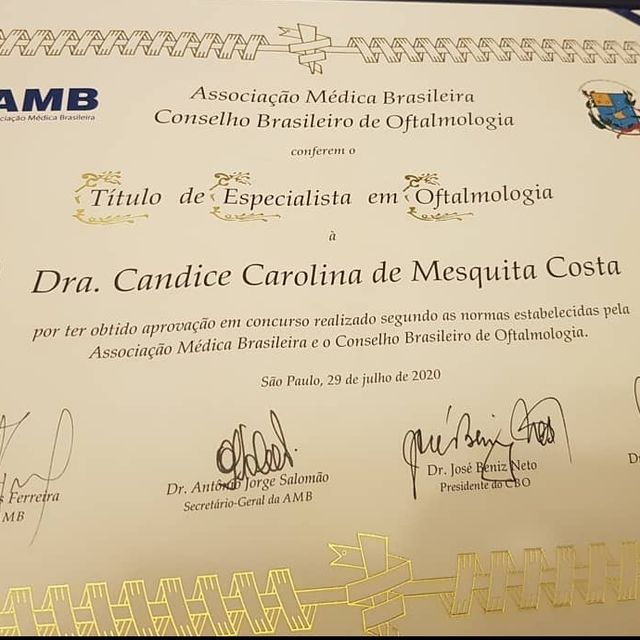 AMB
ciação Médica Brasileira
Associação Médica Brasileira
Conselho Brasileiro de Oftalmologia
conferem o
Título de Especialista em Oftalmologia
à
Dra. Candice Carolina de Mesquita Costa
por ter obtido aprovação em concurso realizado segundo as normas estabelecidas pela
Associação Médica Brasileira e o Conselho Brasileiro de Oftalmologia.
São Paulo, 29 de julho de 2020
s Ferreira
MB
Dr. Antônio Jorge Salomão
Secretário-Geral da AMB
Dr. José Beniz Neto
Presidente do CBO
D